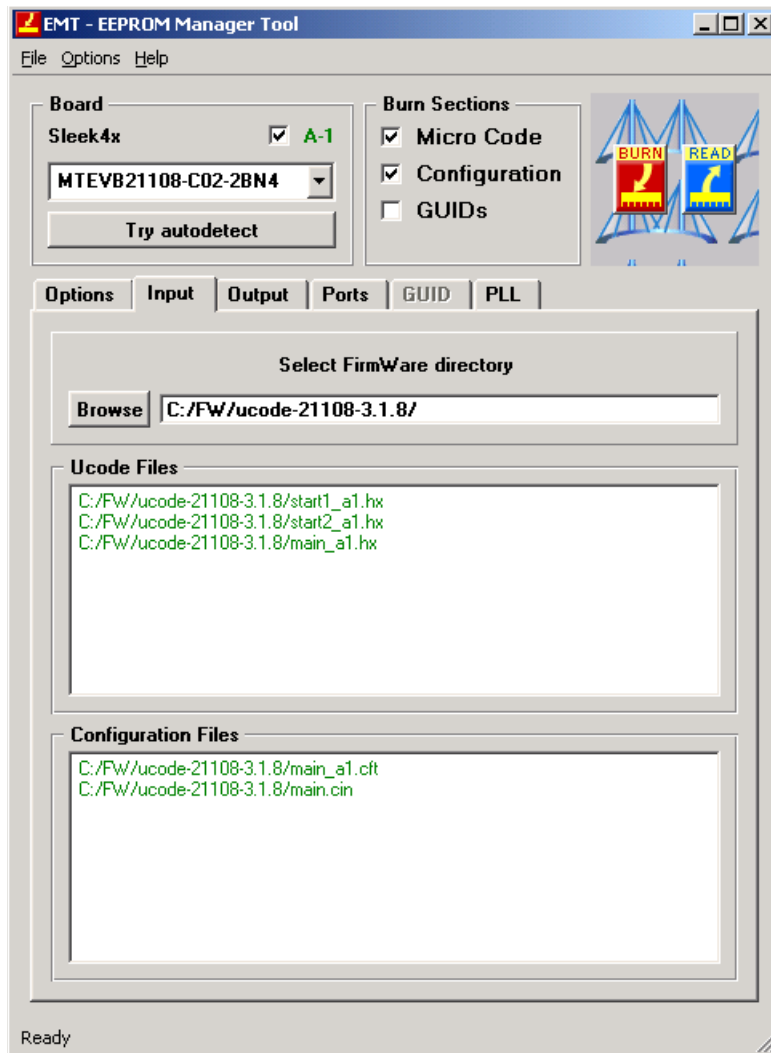 EMT - EEPROM Manager Tool
File Options Help
Board
Sleek4x A-1
MTEVB21108-C02-2BN4
Try autodetect
Burn Sections
Micro Code
Configuration
GUIDs
BURN READ
Options Input Output Ports GUID PLL
Select FirmWare directory
Browse C:/FW/ucode-21108-3.1.8/
Ucode Files
C:/FW/ucode-21108-3.1.8/start1_a1.hx
C:/FW/ucode-21108-3.1.8/start2_a1.hx
C:/FW/ucode-21108-3.1.8/main_a1.hx
Configuration Files
C:/FW/ucode-21108-3.1.8/main_a1.cft
C:/FW/ucode-21108-3.1.8/main.cin
Ready